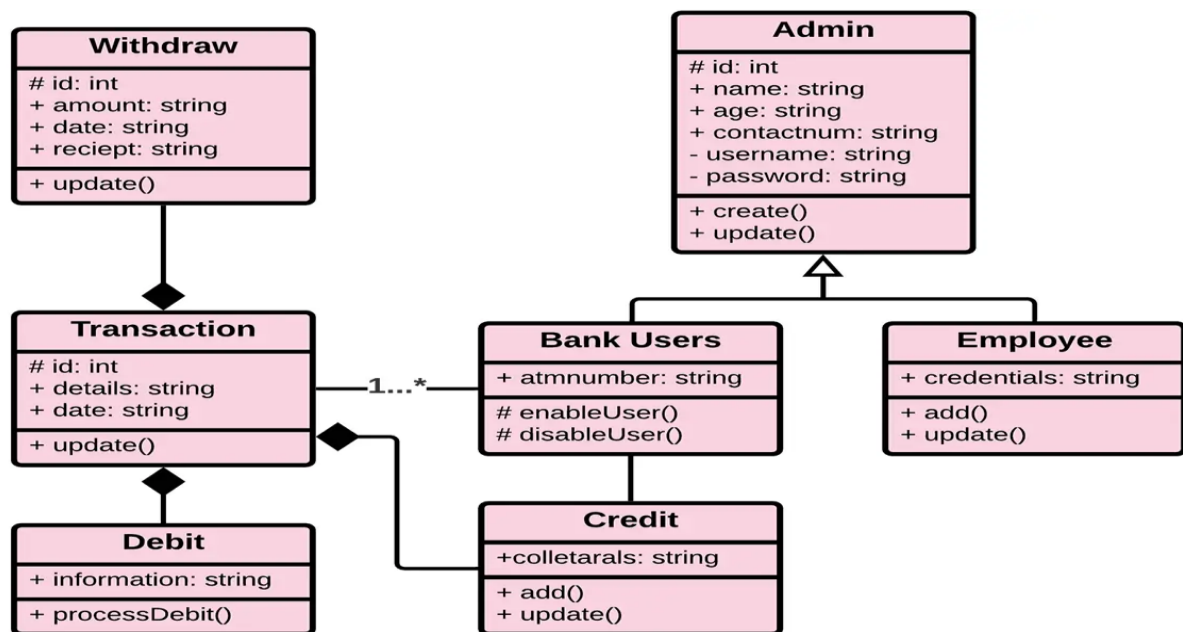 Withdraw
# id: int
+ amount: string
+ date: string
+ reciept: string
+ update()
Admin
# id: int
+ name: string
+ age: string
+ contactnum: string
- username: string
- password: string
+ create()
+ update()
Transaction
# id: int
+ details: string
+ date: string
+ update()
1...*
Bank Users
+ atmnumber: string
# enableUser()
# disableUser()
Employee
+ credentials: string
+ add()
+ update()
Debit
+ information: string
+ processDebit()
Credit
+colletarals: string
+ add()
+ update()